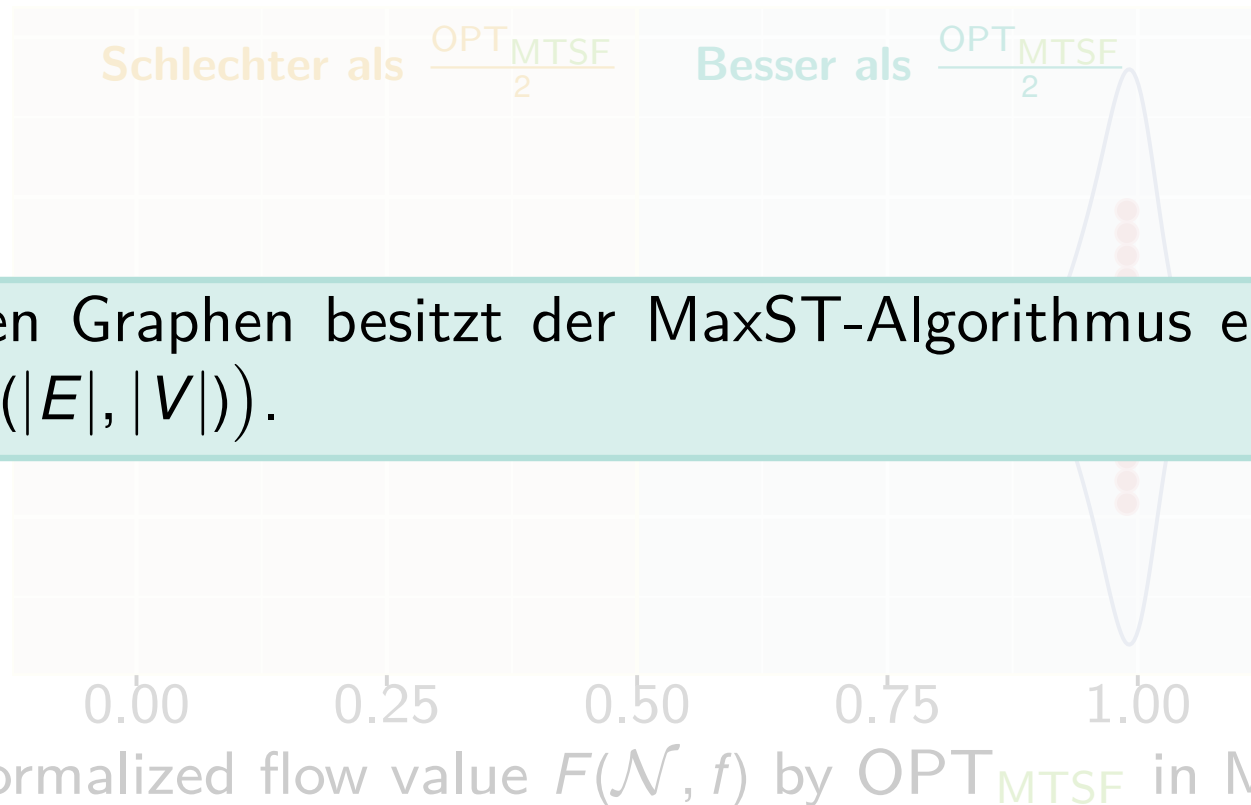 Schlechter als OPT_MTSF/2 Besser als OPT_MTSF/2
en Graphen besitzt der MaxST-Algorithmus e
(|E|, |V|)).
0.00 0.25 0.50 0.75 1.00
ormalized flow value F(𝒩, f) by OPT_MTSF in M